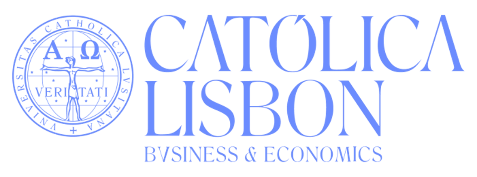 VNIVERSITAS CATHOLICA LVSITANA
Α Ω
VERITATI
CATÓLICA
LISBON
BVSINESS & ECONOMICS